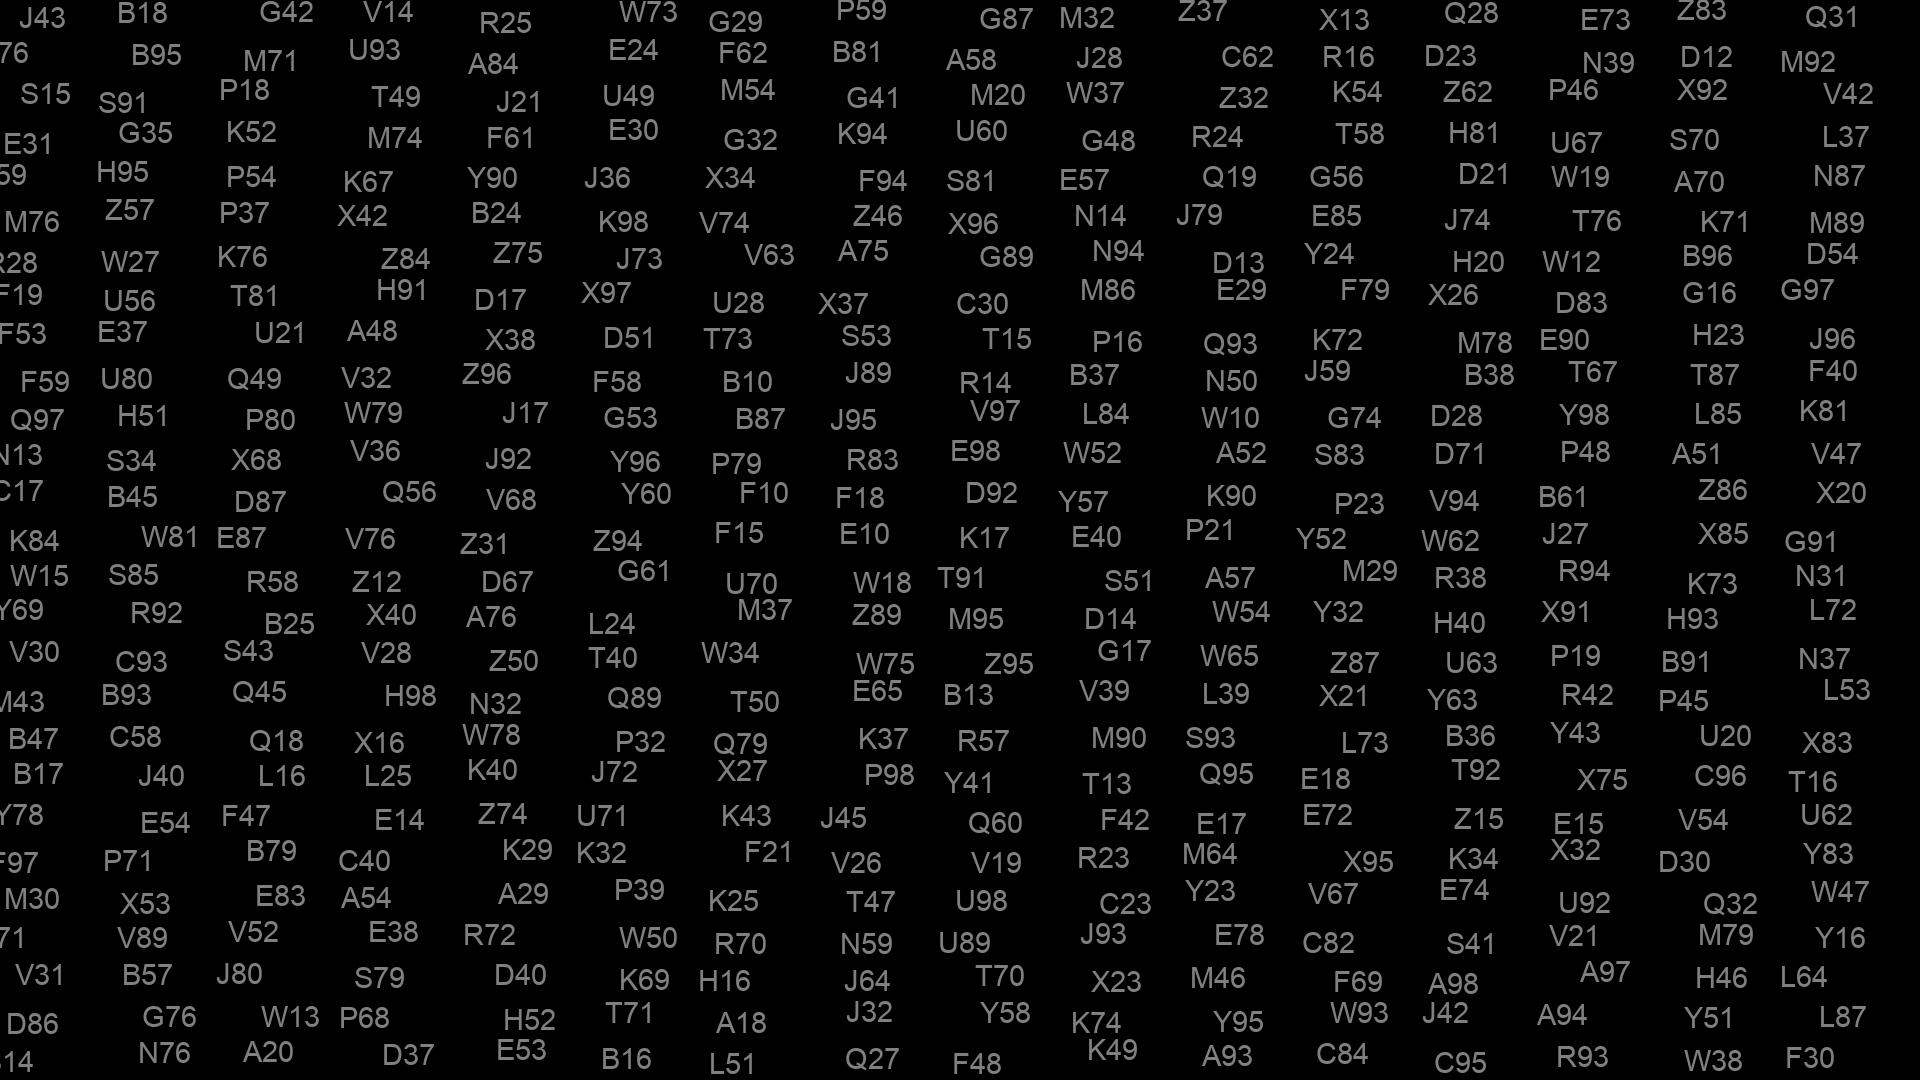 J43 B18 G42 V14 R25 W73 G29 P59 G87 M32 Z37 X13 Q28 E73 Z83 Q31
76 B95 M71 U93 A84 E24 F62 B81 A58 J28 C62 R16 D23 N39 D12 M92
S15 S91 P18 T49 J21 U49 M54 G41 M20 W37 Z32 K54 Z62 P46 X92 V42
E31 G35 K52 M74 F61 E30 G32 K94 U60 G48 R24 T58 H81 U67 S70 L37
59 H95 P54 K67 Y90 J36 X34 F94 S81 E57 Q19 G56 D21 W19 A70 N87
M76 Z57 P37 X42 B24 K98 V74 Z46 X96 N14 J79 E85 J74 T76 K71 M89
R28 W27 K76 Z84 Z75 J73 V63 A75 G89 N94 D13 Y24 H20 W12 B96 D54
F19 U56 T81 H91 D17 X97 U28 X37 C30 M86 E29 F79 X26 D83 G16 G97
F53 E37 U21 A48 X38 D51 T73 S53 T15 P16 Q93 K72 M78 E90 H23 J96
F59 U80 Q49 V32 Z96 F58 B10 J89 R14 B37 N50 J59 B38 T67 T87 F40
Q97 H51 P80 W79 J17 G53 B87 J95 V97 L84 W10 G74 D28 Y98 L85 K81
N13 S34 X68 V36 J92 Y96 P79 R83 E98 W52 A52 S83 D71 P48 A51 V47
C17 B45 D87 Q56 V68 Y60 F10 F18 D92 Y57 K90 P23 V94 B61 Z86 X20
K84 W81 E87 V76 Z31 Z94 F15 E10 K17 E40 P21 Y52 W62 J27 X85 G91
W15 S85 R58 Z12 D67 G61 U70 W18 T91 S51 A57 M29 R38 R94 K73 N31
Y69 R92 B25 X40 A76 L24 M37 Z89 M95 D14 W54 Y32 H40 X91 H93 L72
V30 C93 S43 V28 Z50 T40 W34 W75 Z95 G17 W65 Z87 U63 P19 B91 N37
M43 B93 Q45 H98 N32 Q89 T50 E65 B13 V39 L39 X21 Y63 R42 P45 L53
B47 C58 Q18 X16 W78 P32 Q79 K37 R57 M90 S93 L73 B36 Y43 U20 X83
B17 J40 L16 L25 K40 J72 X27 P98 Y41 T13 Q95 E18 T92 X75 C96 T16
Y78 E54 F47 E14 Z74 U71 K43 J45 Q60 F42 E17 E72 Z15 E15 V54 U62
F97 P71 B79 C40 K29 K32 F21 V26 V19 R23 M64 X95 K34 X32 D30 Y83
M30 X53 E83 A54 A29 P39 K25 T47 U98 C23 Y23 V67 E74 U92 Q32 W47
71 V89 V52 E38 R72 W50 R70 N59 U89 J93 E78 C82 S41 V21 M79 Y16
V31 B57 J80 S79 D40 K69 H16 J64 T70 X23 M46 F69 A98 A97 H46 L64
D86 G76 W13 P68 H52 T71 A18 J32 Y58 K74 Y95 W93 J42 A94 Y51 L87
14 N76 A20 D37 E53 B16 L51 Q27 F48 K49 A93 C84 C95 R93 W38 F30